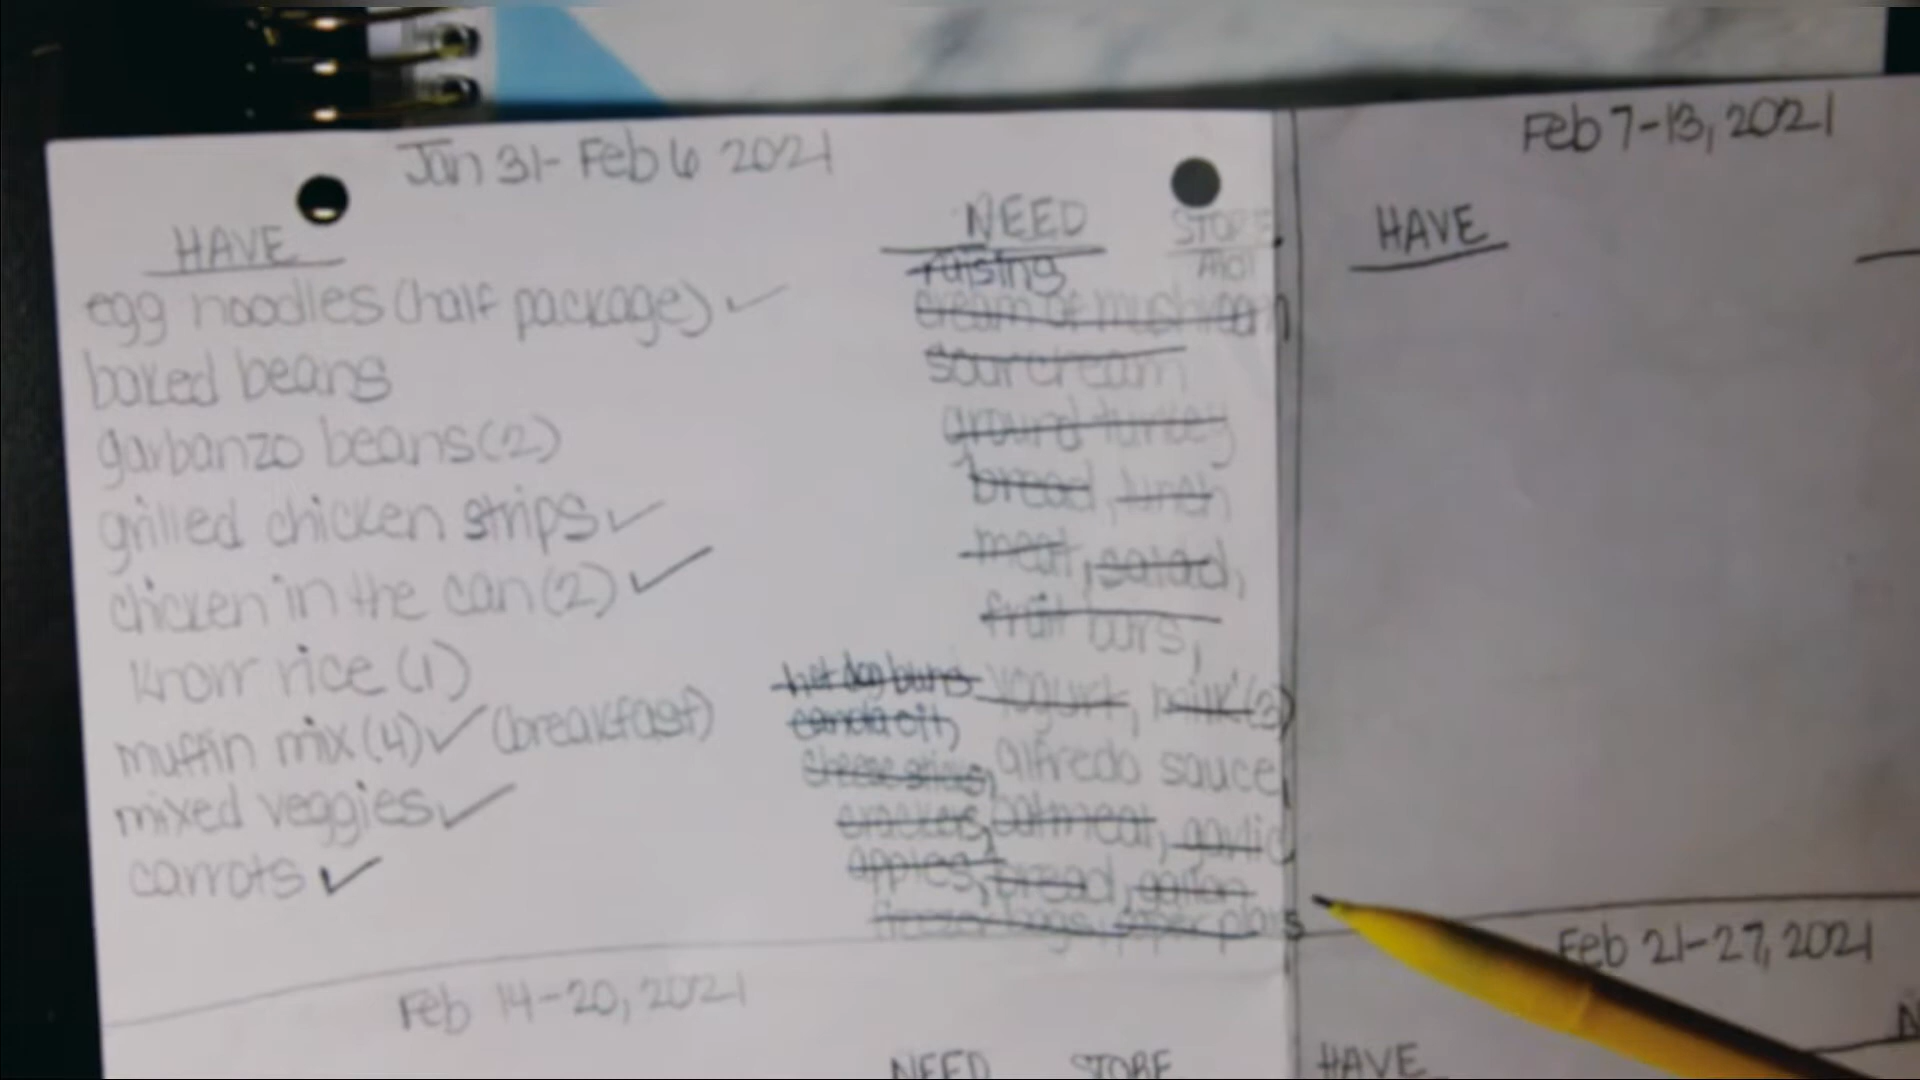 Jan 31- Feb 6 2021
HAVE
egg noodles (half package) ✓
baked beans
garbanzo beans (2)
grilled chicken strips ✓
chicken in the can (2) ✓
Knorr rice (1)
muffin mix (4) ✓ (breakfast)
mixed veggies ✓
carrots ✓
NEED
STORE
raising
cream of mushroom
sour cream
ground turkey
bread, lunch
meat, salad,
fruit bars,
hot dog buns yogurt, milk (3)
canola oil,
cheese sticks, alfredo sauce,
crackers, oatmeal, garlic
apples, bread, gallon
freezer bags, paper plates
Feb 7-13, 2021
HAVE
Feb 14-20, 2021
NEED STORE
Feb 21-27, 2021
HAVE